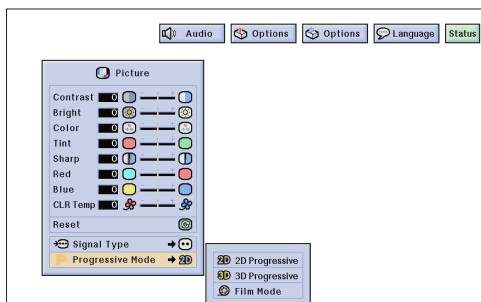 Audio Options Options Language Status
Picture
Contrast 0
Bright 0
Color 0
Tint 0
Sharp 0
Red 0
Blue 0
CLR Temp 0
Reset
Signal Type
P Progressive Mode 2D
2D 2D Progressive
3D 3D Progressive
Film Mode